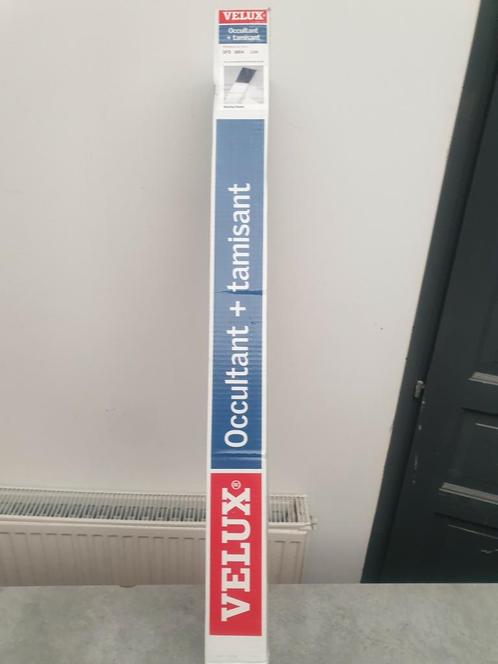 VELUX®
Occultant
+ tamisant
Occultant + tamisant
VELUX®